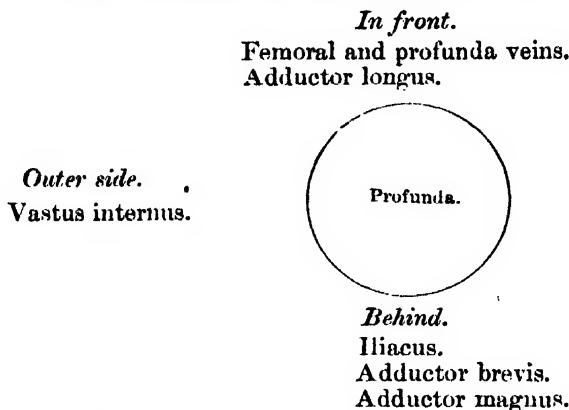 In front.
Femoral and profunda veins.
Adductor longus.
Outer side.
Vastus internus.
Profunda.
Behind.
Iliacus.
Adductor brevis.
Adductor magnus.